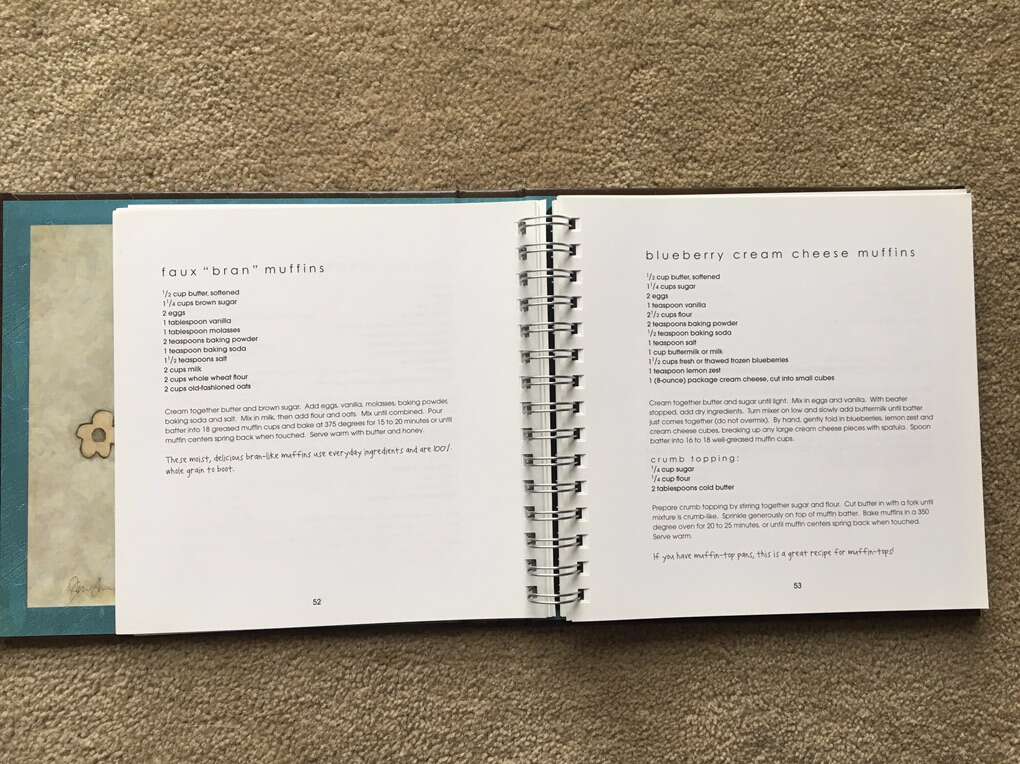 faux "bran" muffins
1/2 cup butter, softened
1 1/4 cups brown sugar
2 eggs
1 tablespoon vanilla
1 tablespoon molasses
2 teaspoons baking powder
1 teaspoon baking soda
1 1/2 teaspoons salt
2 cups milk
2 cups whole wheat flour
2 cups old-fashioned oats
Cream together butter and brown sugar. Add eggs, vanilla, molasses, baking powder,
baking soda and salt. Mix in milk, then add flour and oats. Mix until combined. Pour
batter into 18 greased muffin cups and bake at 375 degrees for 15 to 20 minutes or until
muffin centers spring back when touched. Serve warm with butter and honey.
These moist, delicious bran-like muffins use everyday ingredients and are 100%
whole grain to boot.
52
blueberry cream cheese muffins
1/2 cup butter, softened
1 1/4 cups sugar
2 eggs
1 teaspoon vanilla
2 1/2 cups flour
2 teaspoons baking powder
1/2 teaspoon baking soda
1 teaspoon salt
1 cup buttermilk or milk
1 1/2 cups fresh or thawed frozen blueberries
1 teaspoon lemon zest
1 (8-ounce) package cream cheese, cut into small cubes
Cream together butter and sugar until light. Mix in eggs and vanilla. With beater
stopped, add dry ingredients. Turn mixer on low and slowly add buttermilk until batter
just comes together (do not overmix). By hand, gently fold in blueberries, lemon zest and
cream cheese cubes, breaking up any large cream cheese pieces with spatula. Spoon
batter into 16 to 18 well-greased muffin cups.
crumb topping:
1/4 cup sugar
1/4 cup flour
2 tablespoons cold butter
Prepare crumb topping by stirring together sugar and flour. Cut butter in with a fork until
mixture is crumb-like. Sprinkle generously on top of muffin batter. Bake muffins in a 350
degree oven for 20 to 25 minutes, or until muffin centers spring back when touched.
Serve warm.
If you have muffin-top pans, this is a great recipe for muffin-tops!
53